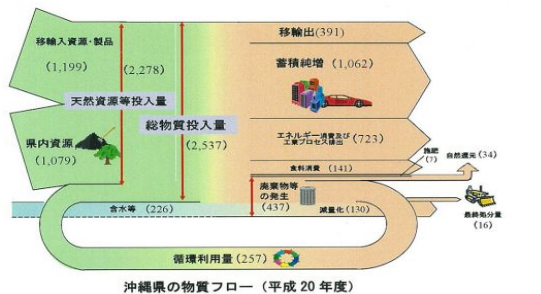 移輸入資源・製品
(1,199)
(2,278)
天然資源等投入量
総物質投入量
(2,537)
県内資源
(1,079)
含水等 (226)
移輸出(391)
蓄積純増 (1,062)
エネルギー消費及び
工業プロセス排出
(723)
食料消費 (141)
施肥
(7)
自然還元 (34)
廃棄物等
の発生
(437)
減量化 (130)
最終処分量
(16)
循環利用量 (257)
沖縄県の物質フロー（平成 20 年度）